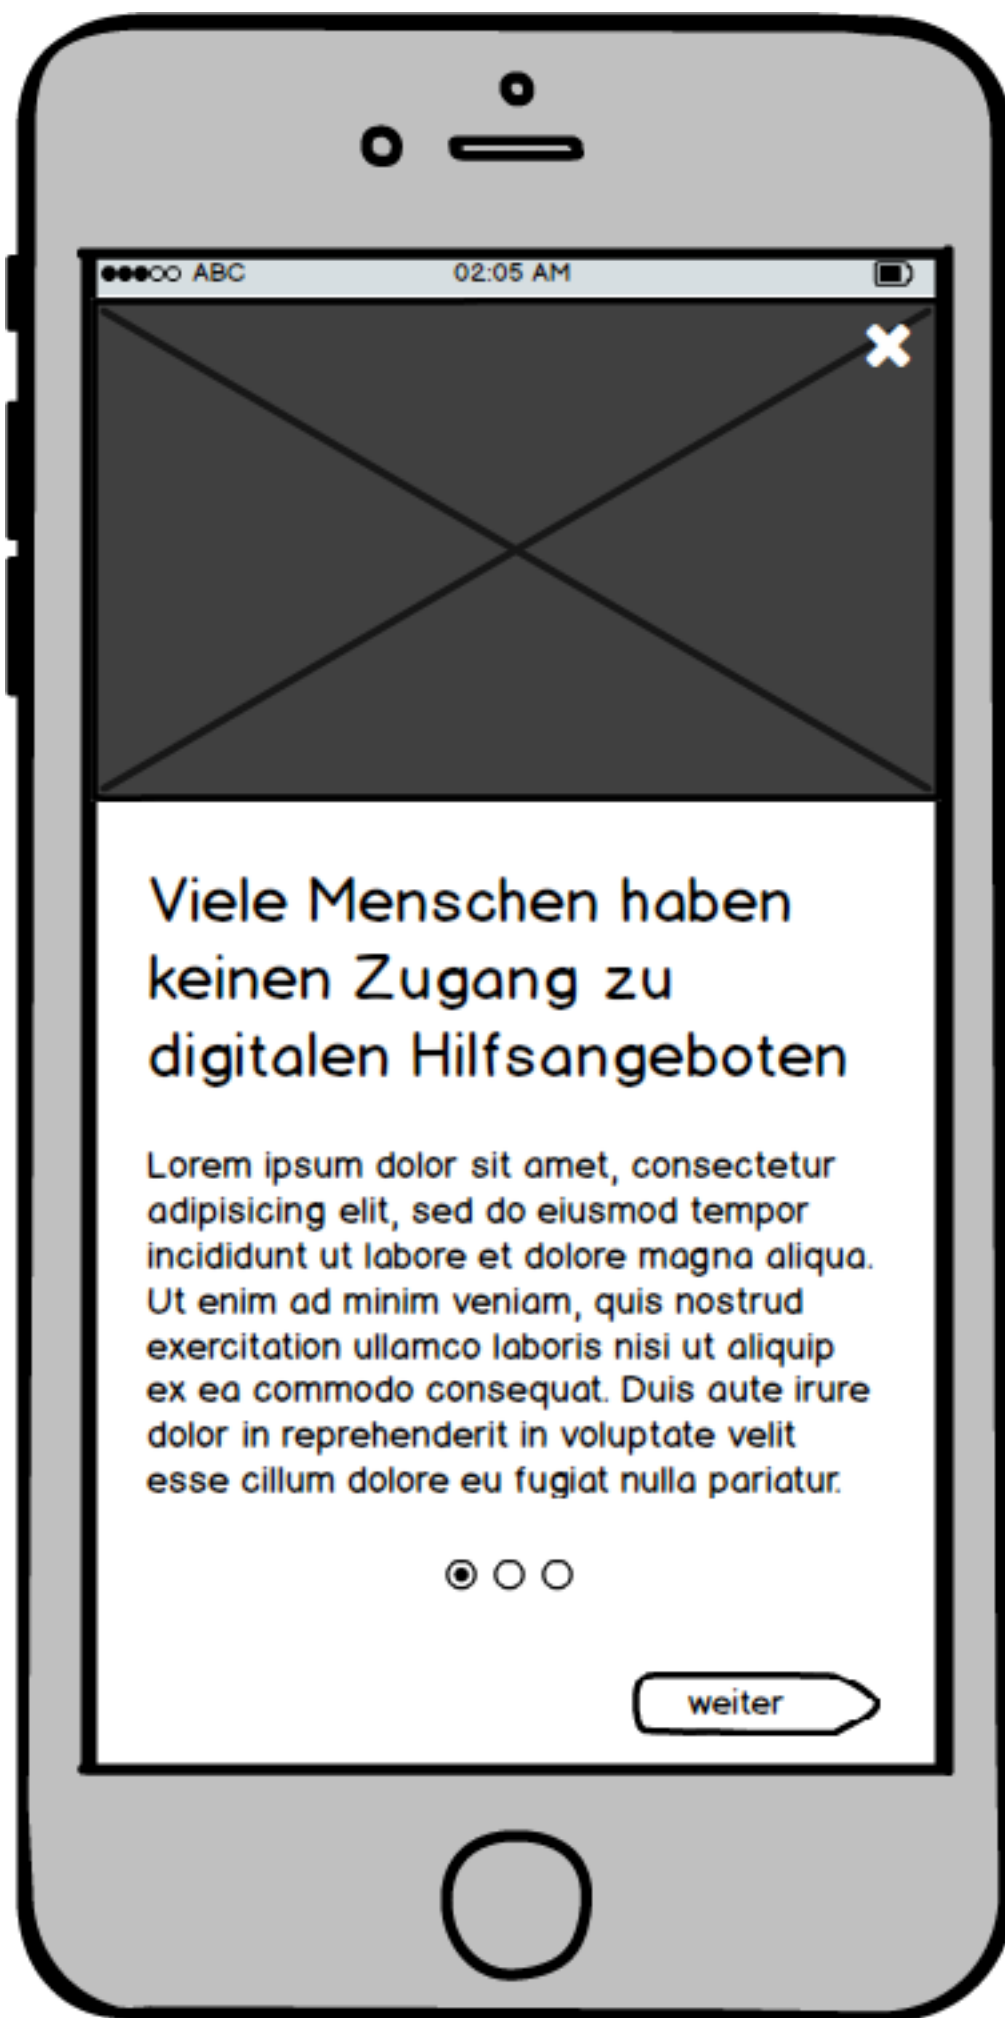 ABC 02:05 AM
Viele Menschen haben
keinen Zugang zu
digitalen Hilfsangeboten
Lorem ipsum dolor sit amet, consectetur
adipisicing elit, sed do eiusmod tempor
incididunt ut labore et dolore magna aliqua.
Ut enim ad minim veniam, quis nostrud
exercitation ullamco laboris nisi ut aliquip
ex ea commodo consequat. Duis aute irure
dolor in reprehenderit in voluptate velit
esse cillum dolore eu fugiat nulla pariatur.
weiter